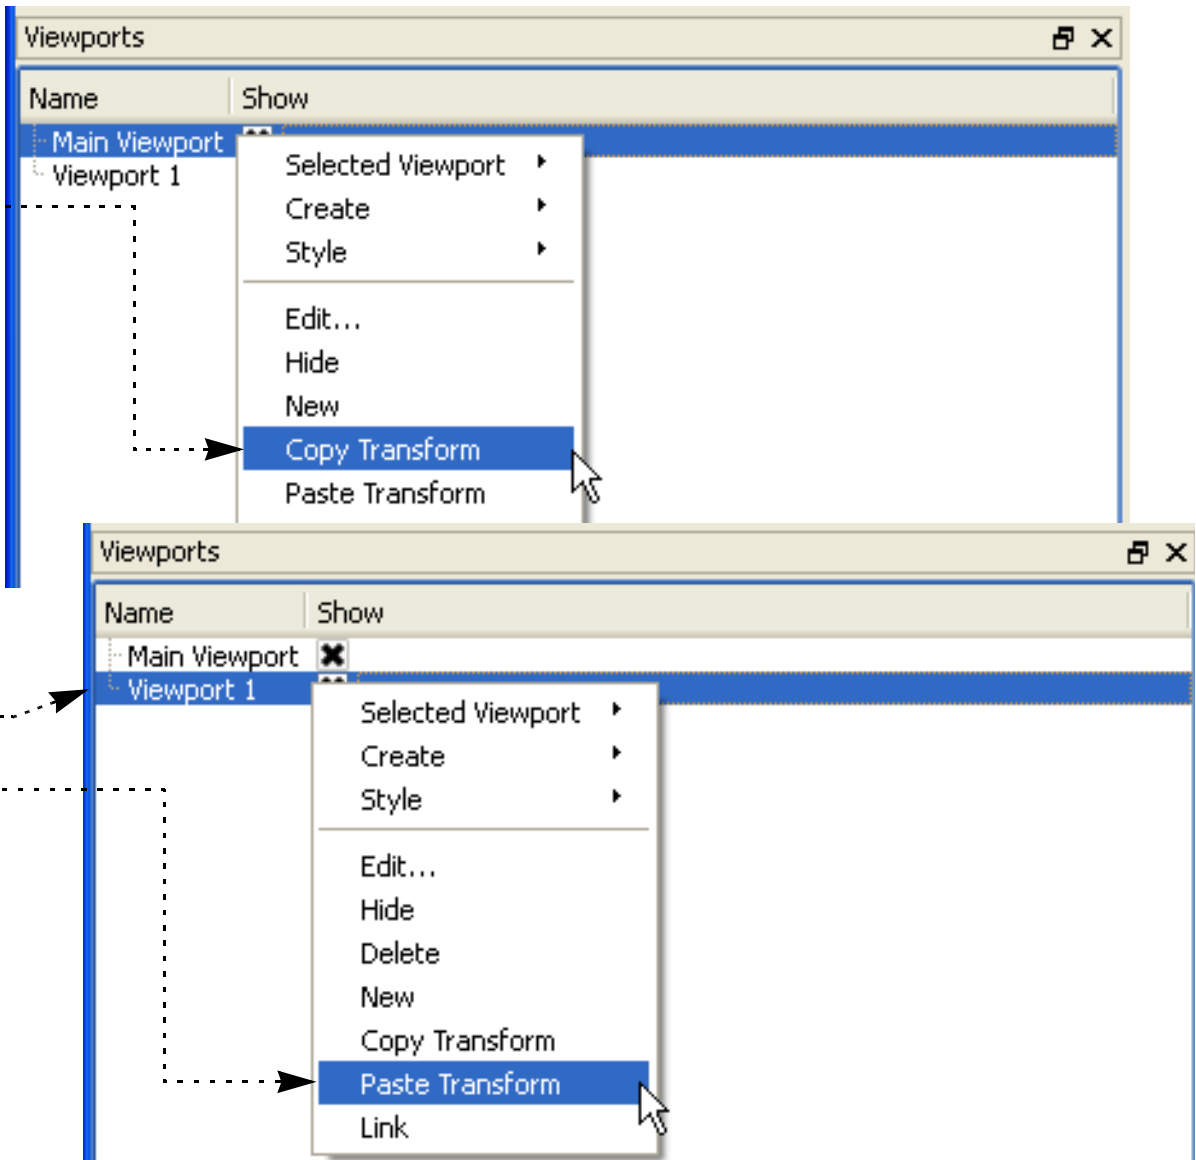 Viewports
Name Show
Main Viewport
Viewport 1
Selected Viewport
Create
Style
Edit...
Hide
New
Copy Transform
Paste Transform
Viewports
Name Show
Main Viewport
Viewport 1
Selected Viewport
Create
Style
Edit...
Hide
Delete
New
Copy Transform
Paste Transform
Link